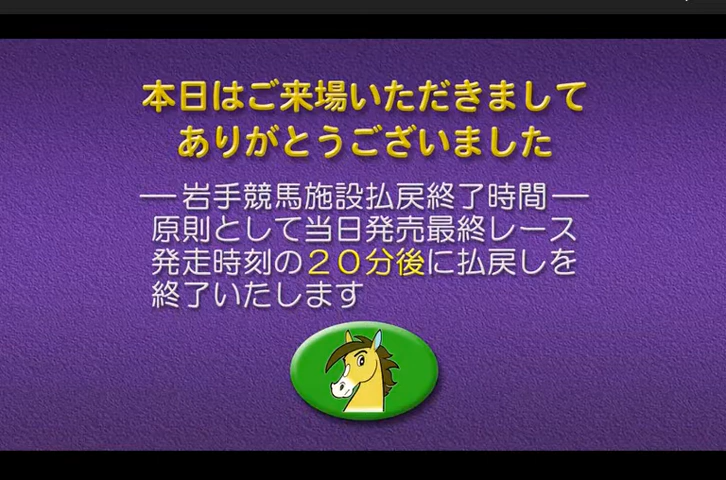 本日はご来場いただきまして
ありがとうございました
―岩手競馬施設払戻終了時間―
原則として当日発売最終レース
発走時刻の２０分後に払戻しを
終了いたします